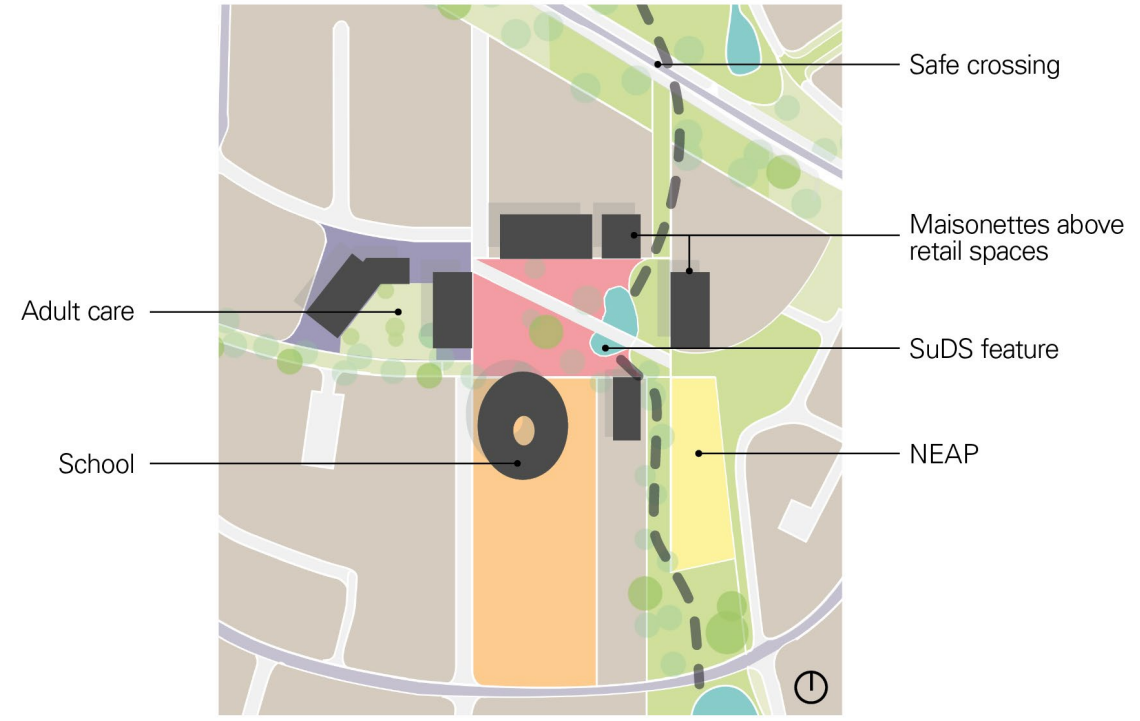 Safe crossing
Maisonettes above
retail spaces
Adult care
SuDS feature
School
NEAP